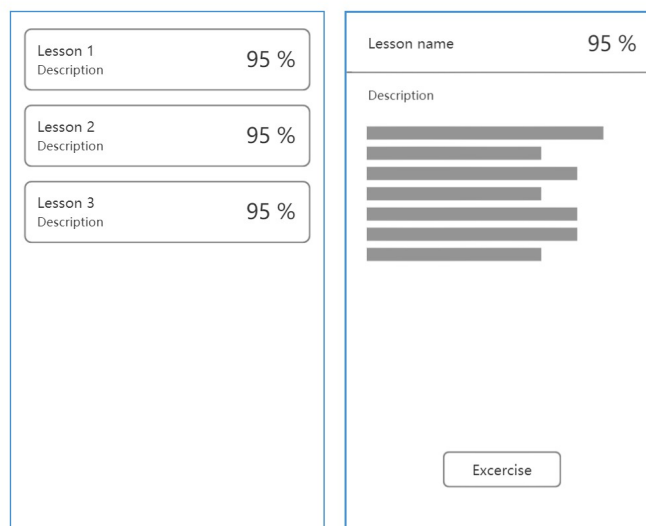 Lesson 1
Description
95 %
Lesson 2
Description
95 %
Lesson 3
Description
95 %
Lesson name
95 %
Description
Excercise